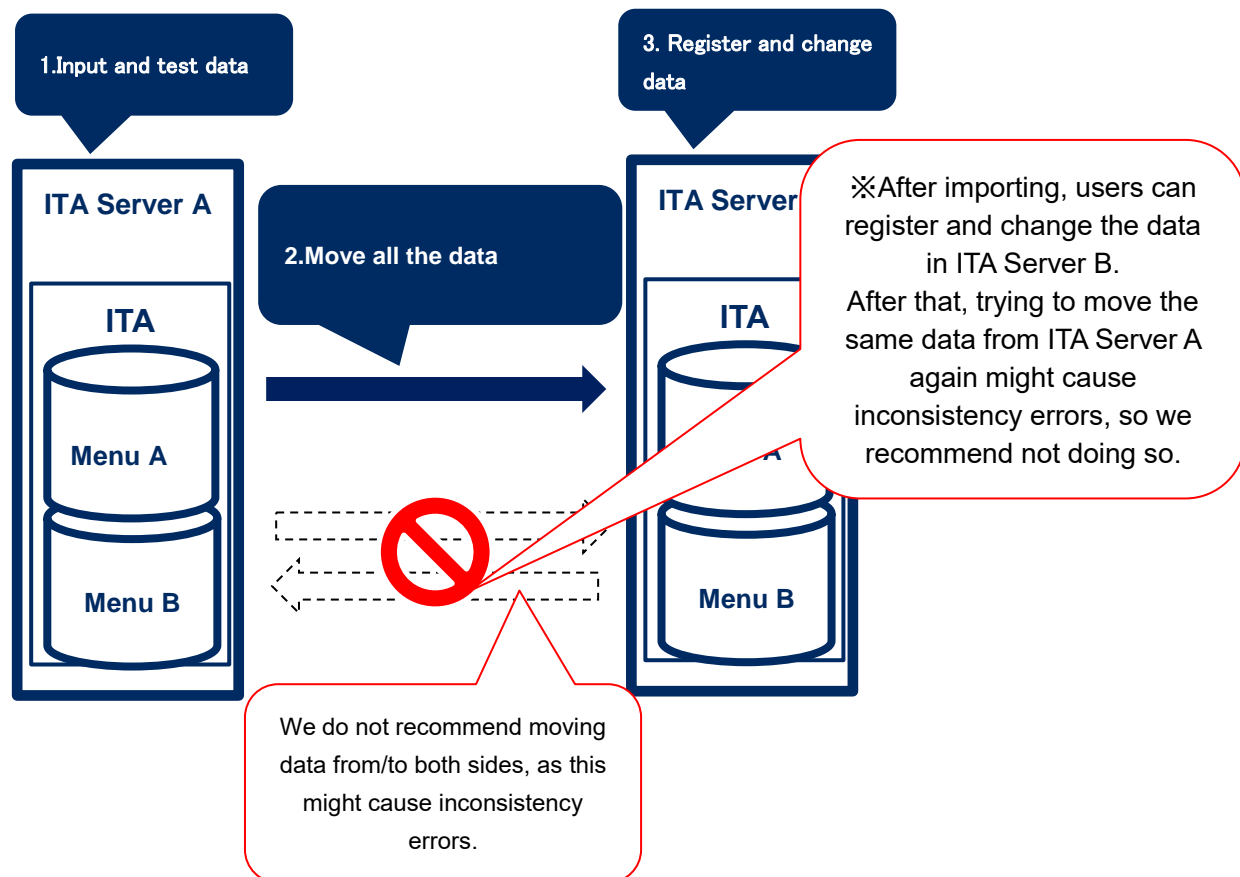 1.Input and test data
3. Register and change
data
ITA Server A
2.Move all the data
ITA Server
※After importing, users can
register and change the data
in ITA Server B.
After that, trying to move the
same data from ITA Server A
again might cause
inconsistency errors, so we
recommend not doing so.
ITA
ITA
Menu A
A
Menu B
Menu B
We do not recommend moving
data from/to both sides, as this
might cause inconsistency
errors.